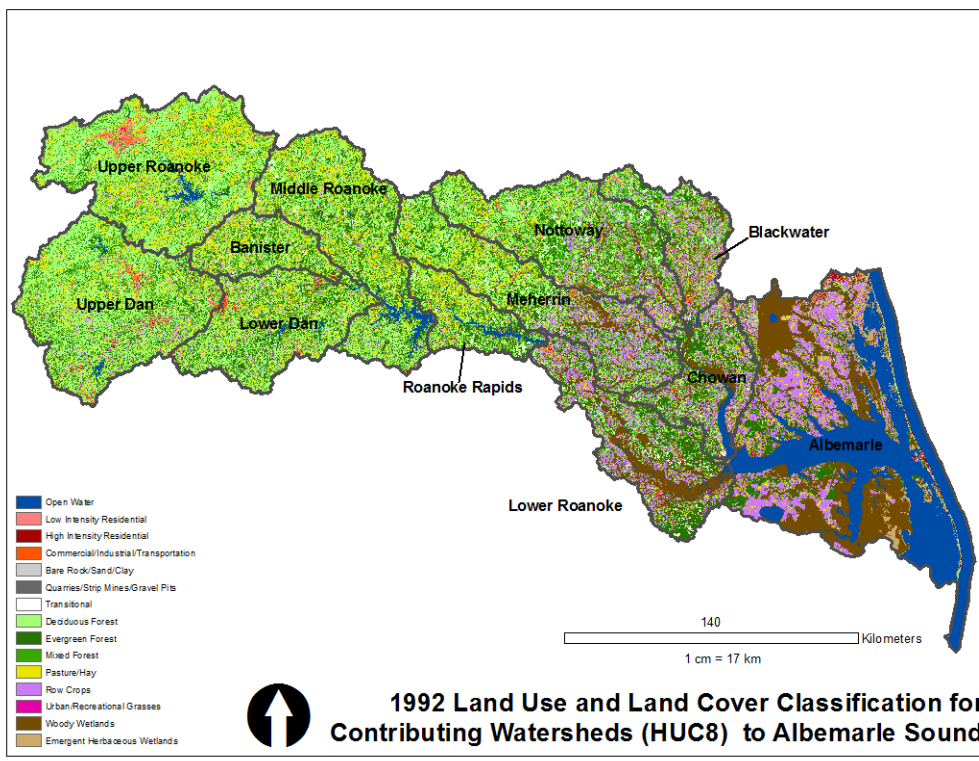 Upper Roanoke
Middle Roanoke
Nottoway
Blackwater
Banister
Upper Dan
Lower Dan
Meherrin
Roanoke Rapids
Chowan
Albemarle
Lower Roanoke
Open Water
Low Intensity Residential
High Intensity Residential
Commercial/Industrial/Transportation
Bare Rock/Sand/Clay
Quarries/Strip Mines/Gravel Pits
Transitional
Deciduous Forest
Evergreen Forest
Mixed Forest
Pasture/Hay
Row Crops
Urban/Recreational Grasses
Woody Wetlands
Emergent Herbaceous Wetlands
140
Kilometers
1 cm = 17 km
1992 Land Use and Land Cover Classification for
Contributing Watersheds (HUC8) to Albemarle Sound